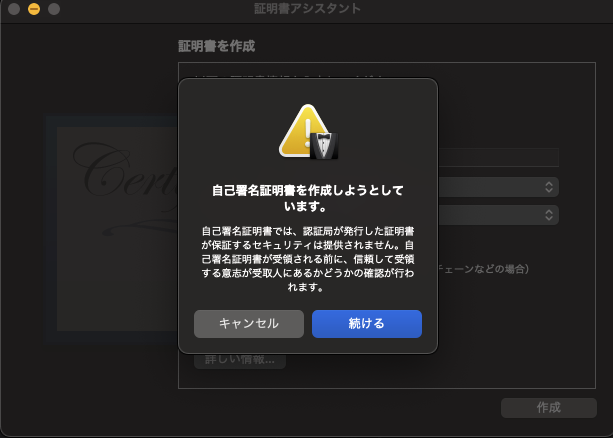 証明書アシスタント
証明書を作成
自己署名証明書を作成しようとして
います。
自己署名証明書では、認証局が発行した証明書
が保証するセキュリティは提供されません。自
己署名証明書が受領される前に、信頼して受領
する意志が受取人にあるかどうかの確認が行わ
れます。
チェーンなどの場合）
キャンセル
続ける
詳しい情報...
作成